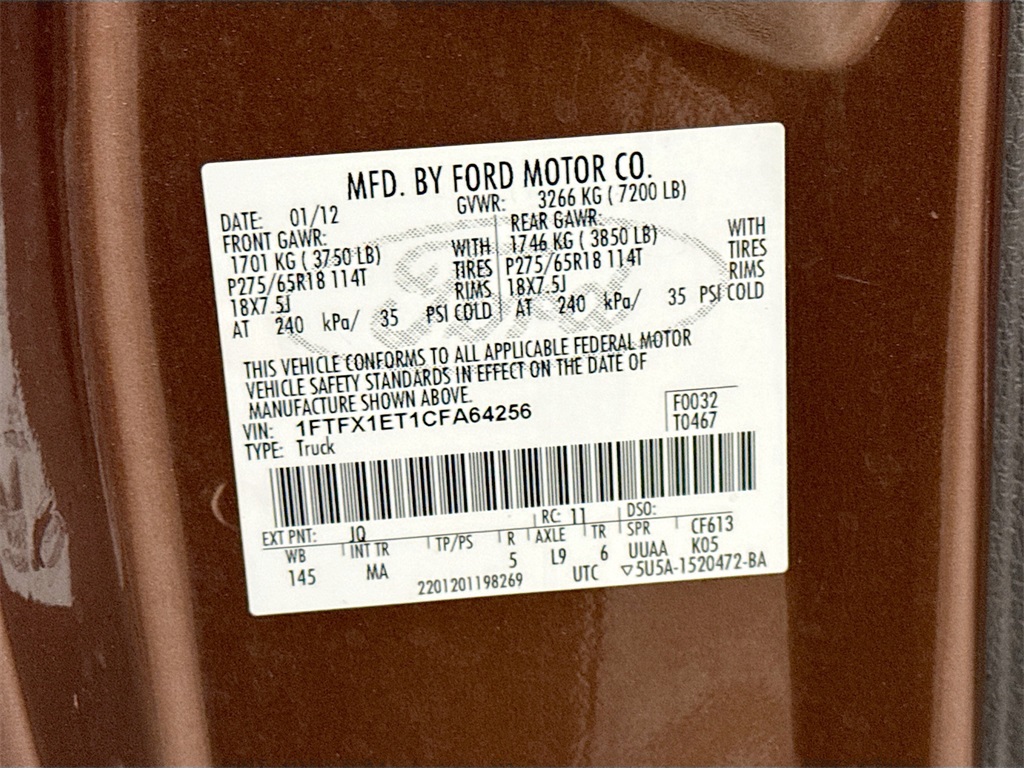 MFD. BY FORD MOTOR CO.
DATE: 01/12 GVWR: 3266 KG ( 7200 LB)
FRONT GAWR: REAR GAWR:
1701 KG ( 3750 LB) WITH 1746 KG ( 3850 LB) WITH
P275/65R18 114T TIRES P275/65R18 114T TIRES
18X7.5J RIMS 18X7.5J RIMS
AT 240 kPa/ 35 PSI COLD AT 240 kPa/ 35 PSI COLD
Ford
THIS VEHICLE CONFORMS TO ALL APPLICABLE FEDERAL MOTOR
VEHICLE SAFETY STANDARDS IN EFFECT ON THE DATE OF
MANUFACTURE SHOWN ABOVE.
VIN: 1FTFX1ET1CFA64256 F0032
TYPE: Truck T0467
EXT PNT: JQ RC: 11 DSO:
WB INT TR TP/PS R AXLE TR SPR CF613
145 MA 5 L9 6 UUAA K05
2201201198269 UTC ▽5U5A-1520472-BA